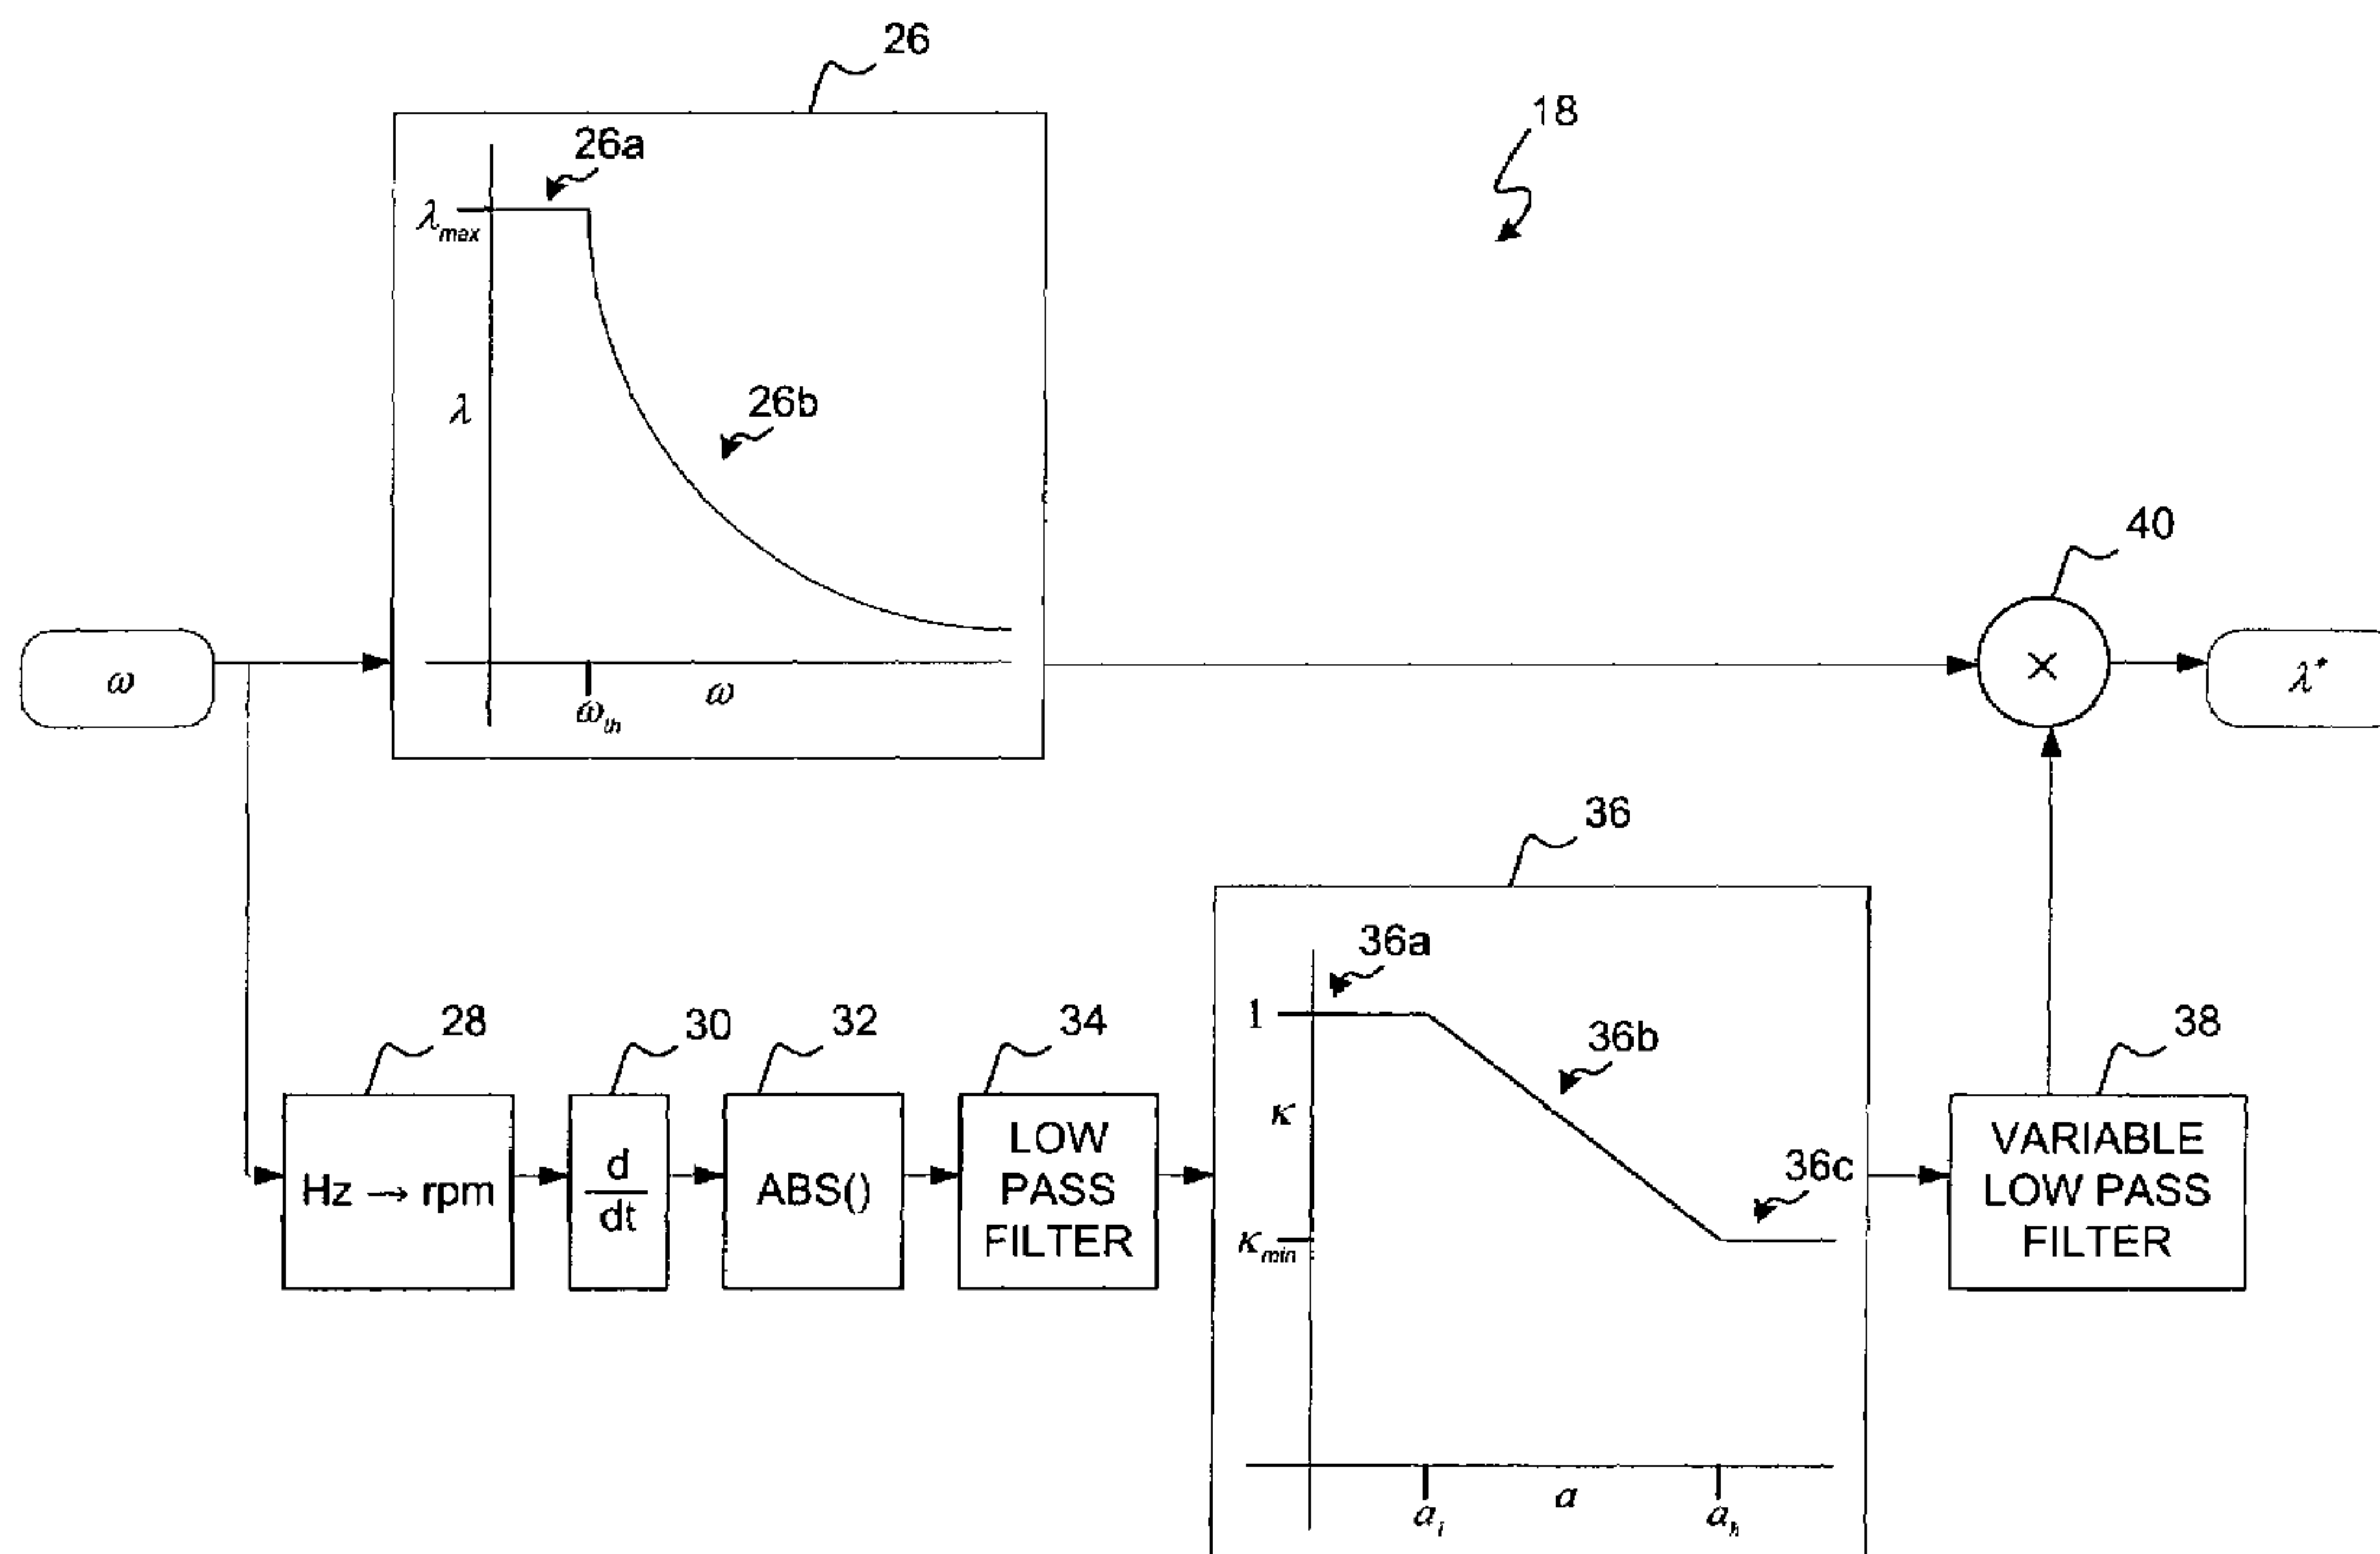 26
18
26a
λmax
26b
λ
40
ω
ωth
ω
×
λ*
36
36a
28
30
32
34
1
36b
38
κ
36c
Hz → rpm
d
dt
ABS()
LOW
PASS
FILTER
κmin
VARIABLE
LOW PASS
FILTER
al
a
ah